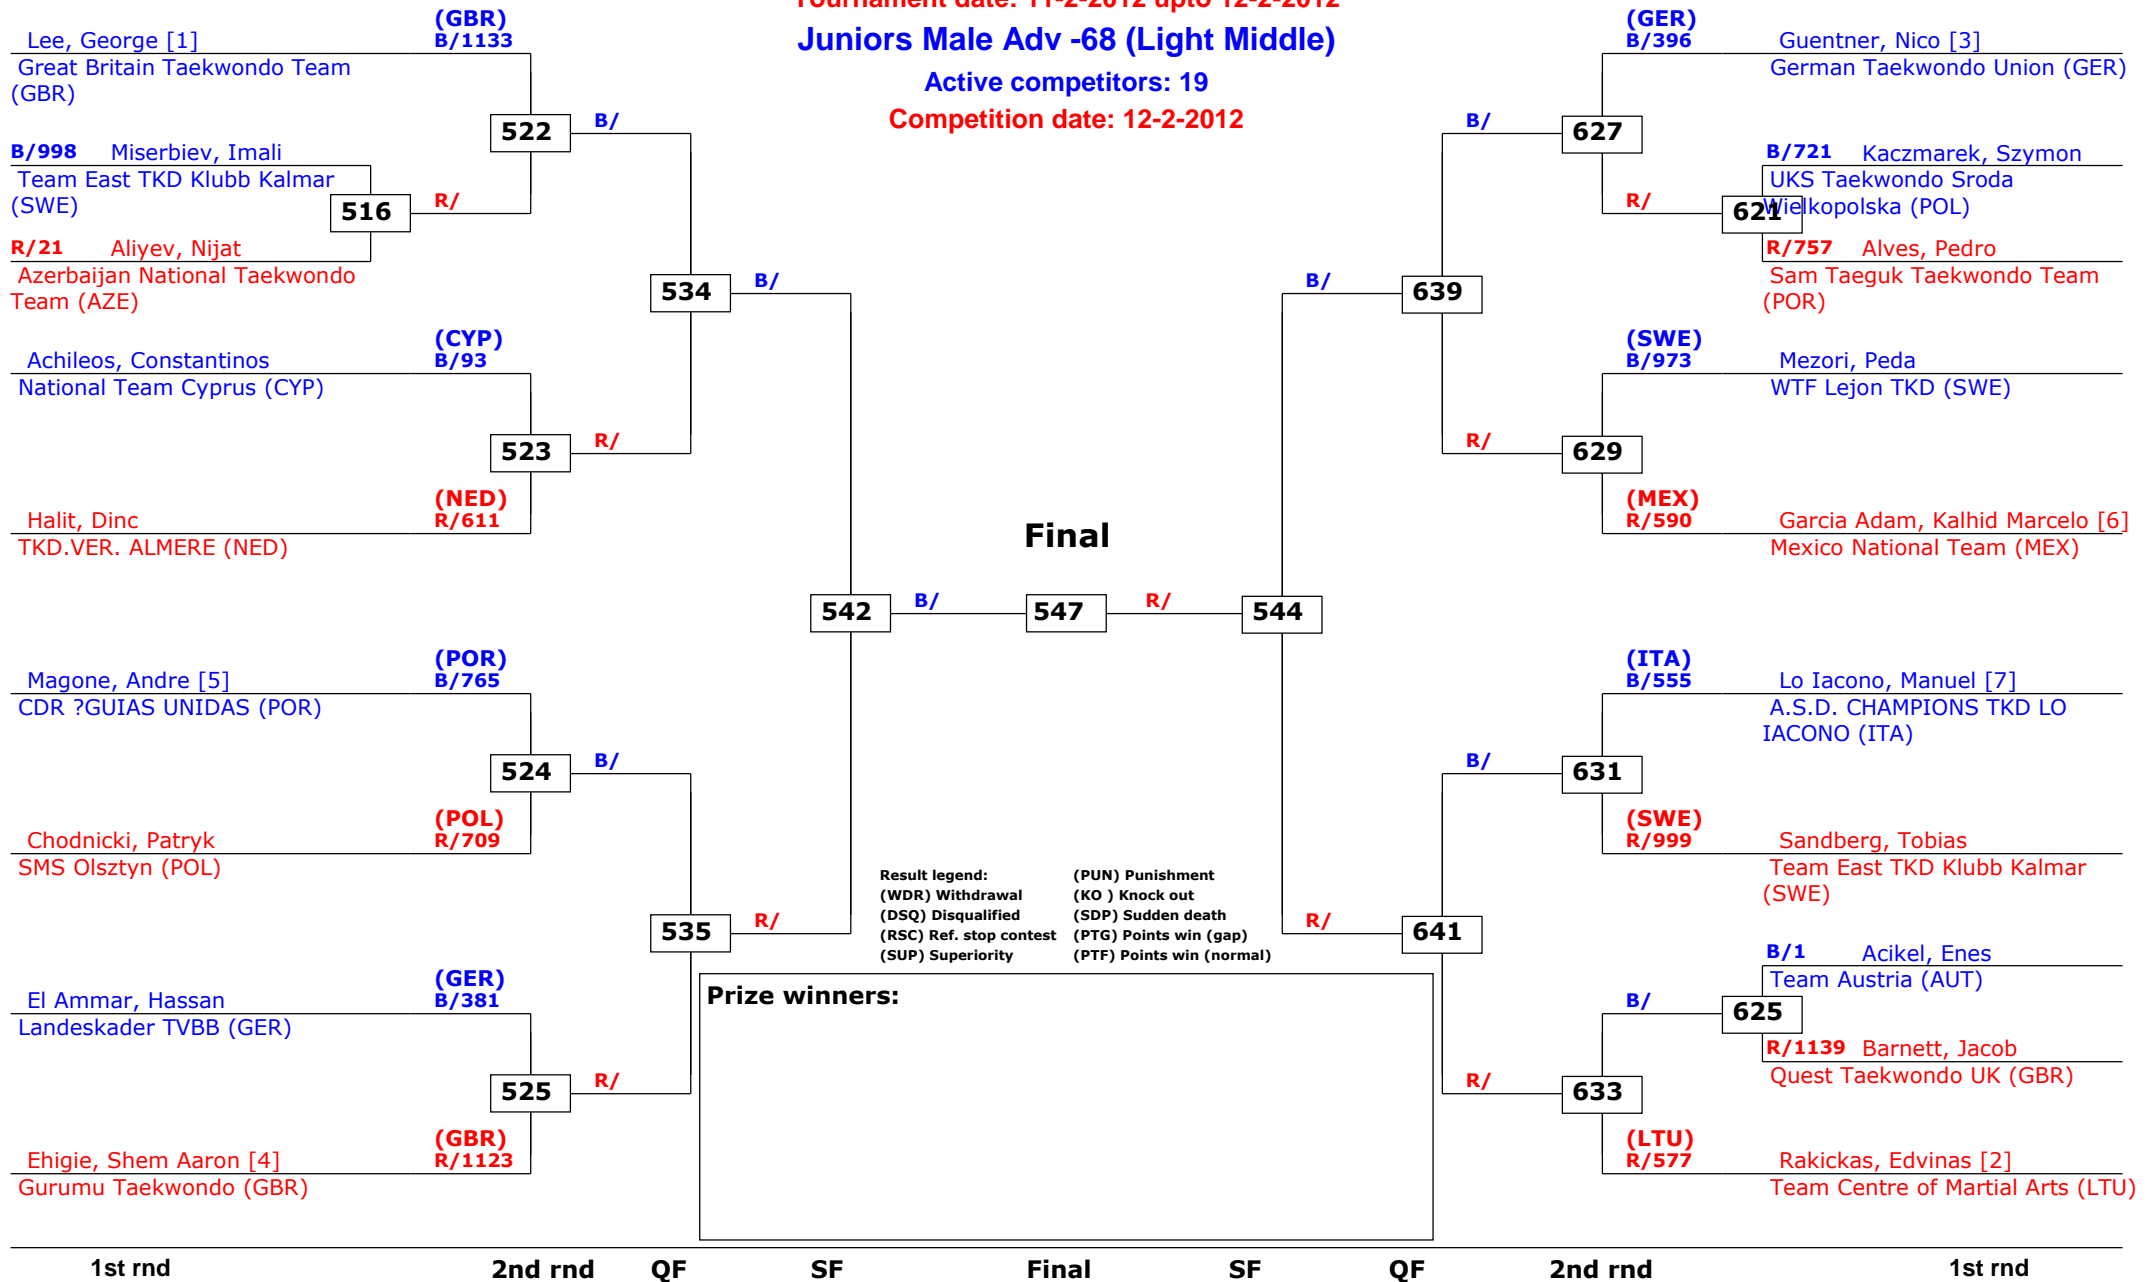 Tournament date: 11-2-2012 upto 12-2-2012
Juniors Male Adv -68 (Light Middle)
Active competitors: 19
Competition date: 12-2-2012
(GBR)
Lee, George [1] B/1133
Great Britain Taekwondo Team
(GBR)
522
B/
B/998 Miserbiev, Imali
Team East TKD Klubb Kalmar
(SWE)
516
R/
R/21 Aliyev, Nijat
Azerbaijan National Taekwondo
Team (AZE)
534
B/
(CYP)
Achileos, Constantinos B/93
National Team Cyprus (CYP)
523
R/
(NED)
Halit, Dinc R/611
TKD.VER. ALMERE (NED)
542
B/
(POR)
Magone, Andre [5] B/765
CDR ?GUIAS UNIDAS (POR)
524
B/
(POL)
Chodnicki, Patryk R/709
SMS Olsztyn (POL)
535
R/
(GER)
El Ammar, Hassan B/381
Landeskader TVBB (GER)
525
R/
(GBR)
Ehigie, Shem Aaron [4] R/1123
Gurumu Taekwondo (GBR)
Final
547
R/
544
(GER)
B/396 Guentner, Nico [3]
German Taekwondo Union (GER)
B/
627
B/721 Kaczmarek, Szymon
UKS Taekwondo Sroda
Wielkopolska (POL)
R/
621
R/757 Alves, Pedro
Sam Taeguk Taekwondo Team
(POR)
B/
639
(SWE)
B/973 Mezori, Peda
WTF Lejon TKD (SWE)
R/
629
(MEX)
R/590 Garcia Adam, Kalhid Marcelo [6]
Mexico National Team (MEX)
(ITA)
B/555 Lo Iacono, Manuel [7]
A.S.D. CHAMPIONS TKD LO
IACONO (ITA)
B/
631
(SWE)
R/999 Sandberg, Tobias
Team East TKD Klubb Kalmar
(SWE)
R/
641
B/1 Acikel, Enes
Team Austria (AUT)
B/
625
R/1139 Barnett, Jacob
Quest Taekwondo UK (GBR)
R/
633
(LTU)
R/577 Rakickas, Edvinas [2]
Team Centre of Martial Arts (LTU)
Result legend: (PUN) Punishment
(WDR) Withdrawal (KO ) Knock out
(DSQ) Disqualified (SDP) Sudden death
(RSC) Ref. stop contest (PTG) Points win (gap)
(SUP) Superiority (PTF) Points win (normal)
Prize winners:
1st rnd 2nd rnd QF SF Final SF QF 2nd rnd 1st rnd